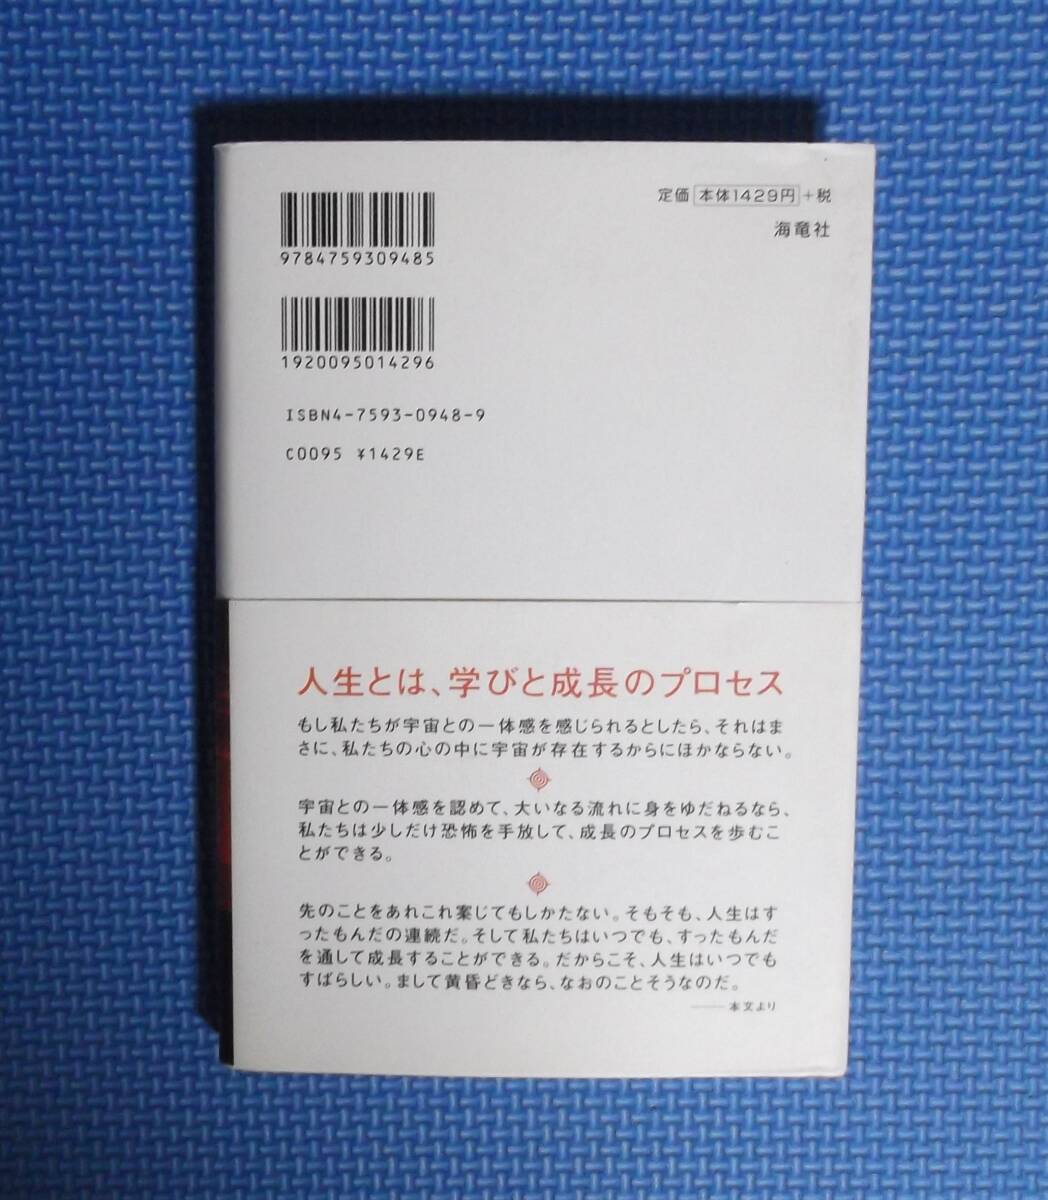 9784759309485
定価 本体1429円 +税
海竜社
1920095014296
ISBN4-7593-0948-9
C0095 ¥1429E
人生とは、学びと成長のプロセス
もし私たちが宇宙との一体感を感じられるとしたら、それはま
さに、私たちの心の中に宇宙が存在するからにほかならない。
宇宙との一体感を認めて、大いなる流れに身をゆだねるなら、
私たちは少しだけ恐怖を手放して、成長のプロセスを歩むこ
とができる。
先のことをあれこれ案じてもしかたない。そもそも、人生はす
ったもんだの連続だ。そして私たちはいつでも、すったもんだ
を通して成長することができる。だからこそ、人生はいつでも
すばらしい。まして黄昏どきなら、なおのことそうなのだ。
――本文より